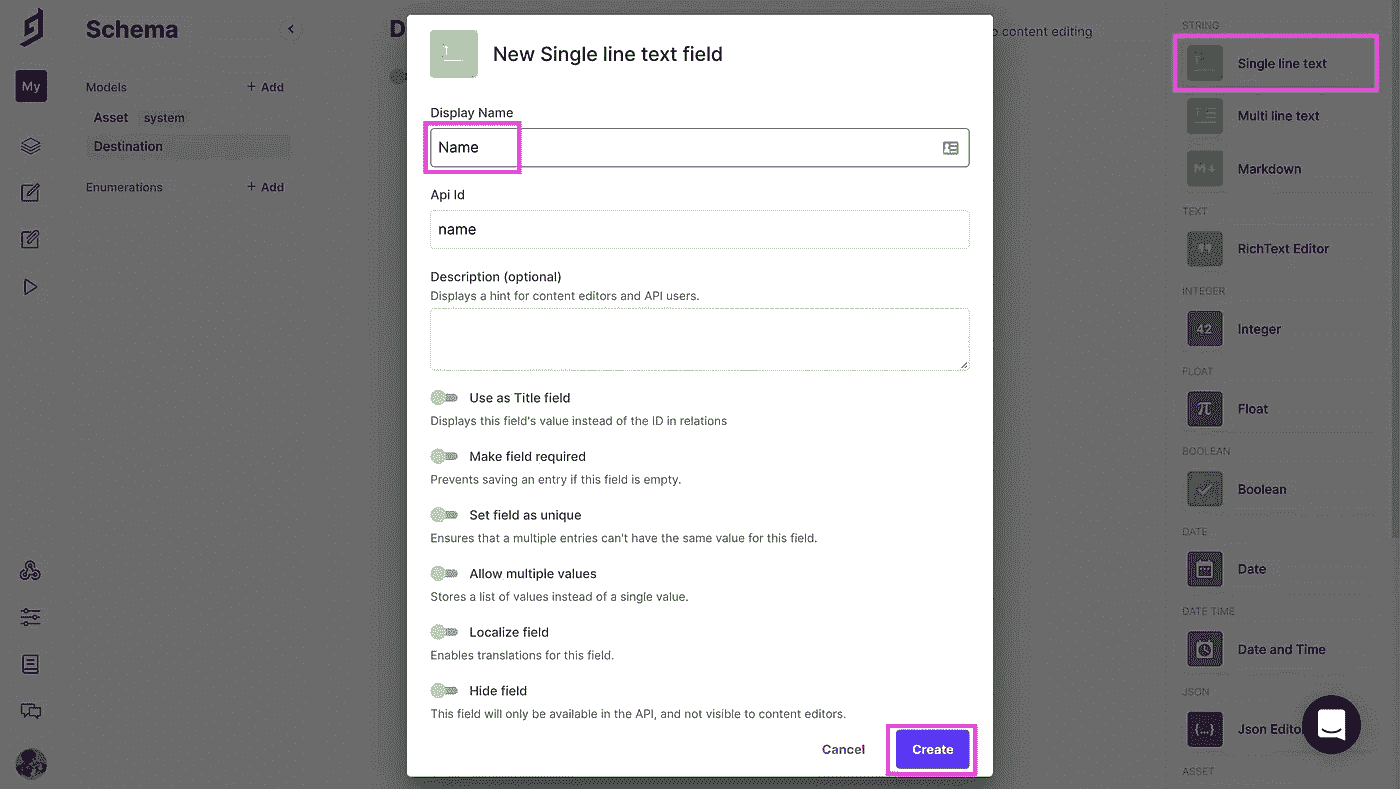 Schema
My
Models
+ Add
Asset system
Destination
Enumerations
+ Add
D
o content editing
New Single line text field
Display Name
Name
Api Id
name
Description (optional)
Displays a hint for content editors and API users.
Use as Title field
Displays this field's value instead of the ID in relations
Make field required
Prevents saving an entry if this field is empty.
Set field as unique
Ensures that a multiple entries can't have the same value for this field.
Allow multiple values
Stores a list of values instead of a single value.
Localize field
Enables translations for this field.
Hide field
This field will only be available in the API, and not visible to content editors.
Cancel
Create
STRING
Single line text
Multi line text
Markdown
TEXT
RichText Editor
INTEGER
42
Integer
FLOAT
π
Float
BOOLEAN
Boolean
DATE
Date
DATE TIME
Date and Time
JSON
{...}
Json Edito
ASSET